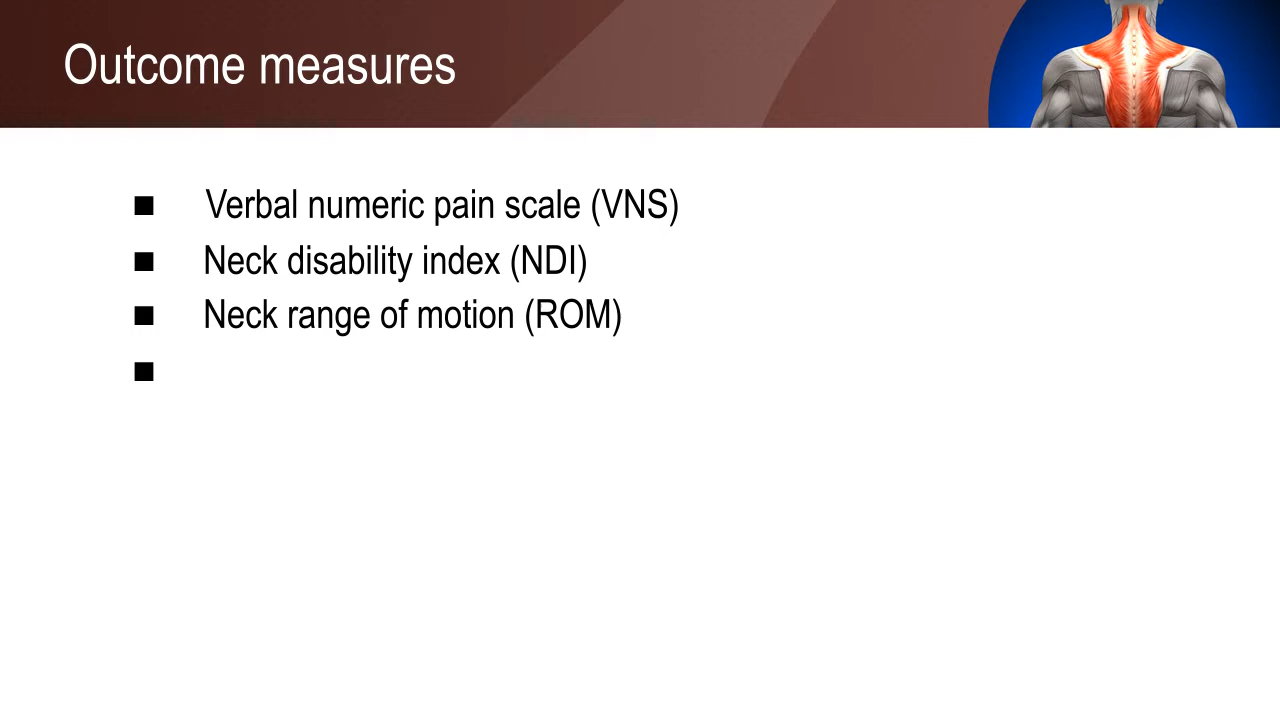 Outcome measures
■ Verbal numeric pain scale (VNS)
■ Neck disability index (NDI)
■ Neck range of motion (ROM)
■